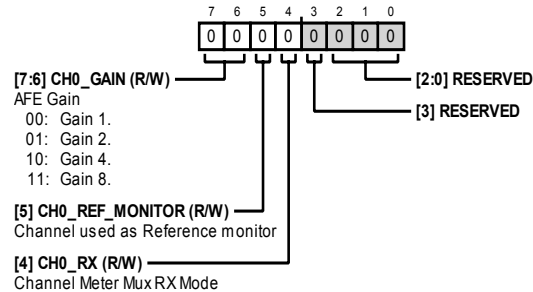 7 6 5 4 3 2 1 0
0 0 0 0 0 0 0 0
[7:6] CH0_GAIN (R/W)
AFE Gain
00: Gain 1.
01: Gain 2.
10: Gain 4.
11: Gain 8.
[5] CH0_REF_MONITOR (R/W)
Channel used as Reference monitor
[4] CH0_RX (R/W)
Channel Meter Mux RX Mode
[2:0] RESERVED
[3] RESERVED